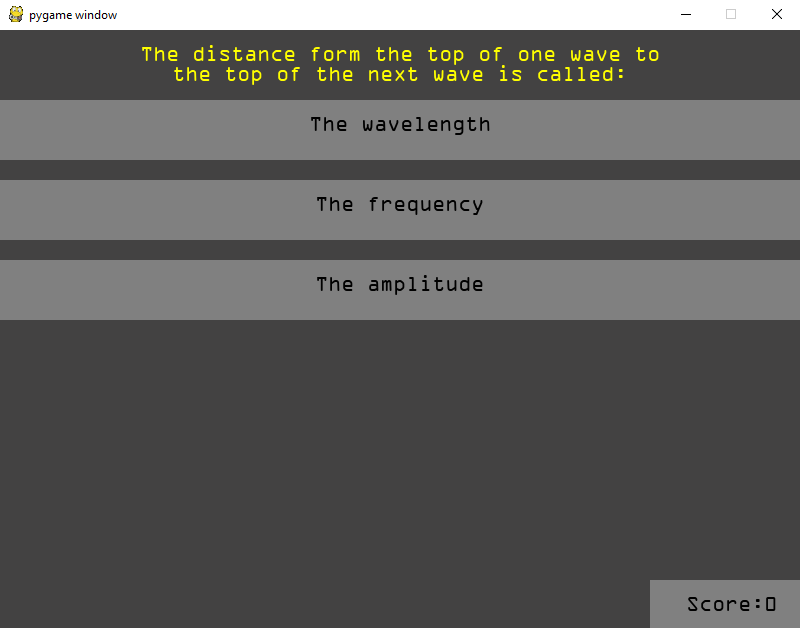 pygame window
The distance form the top of one wave to
the top of the next wave is called:
The wavelength
The frequency
The amplitude
Score:0